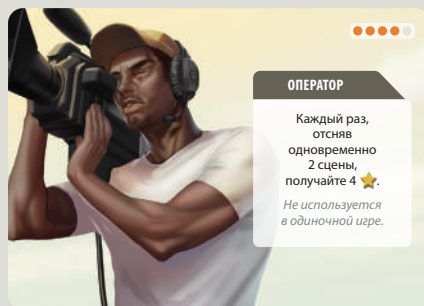 ОПЕРАТОР
Каждый раз,
отсняв
одновременно
2 сцены,
получайте 4 .
Не используется
в одиночной игре.